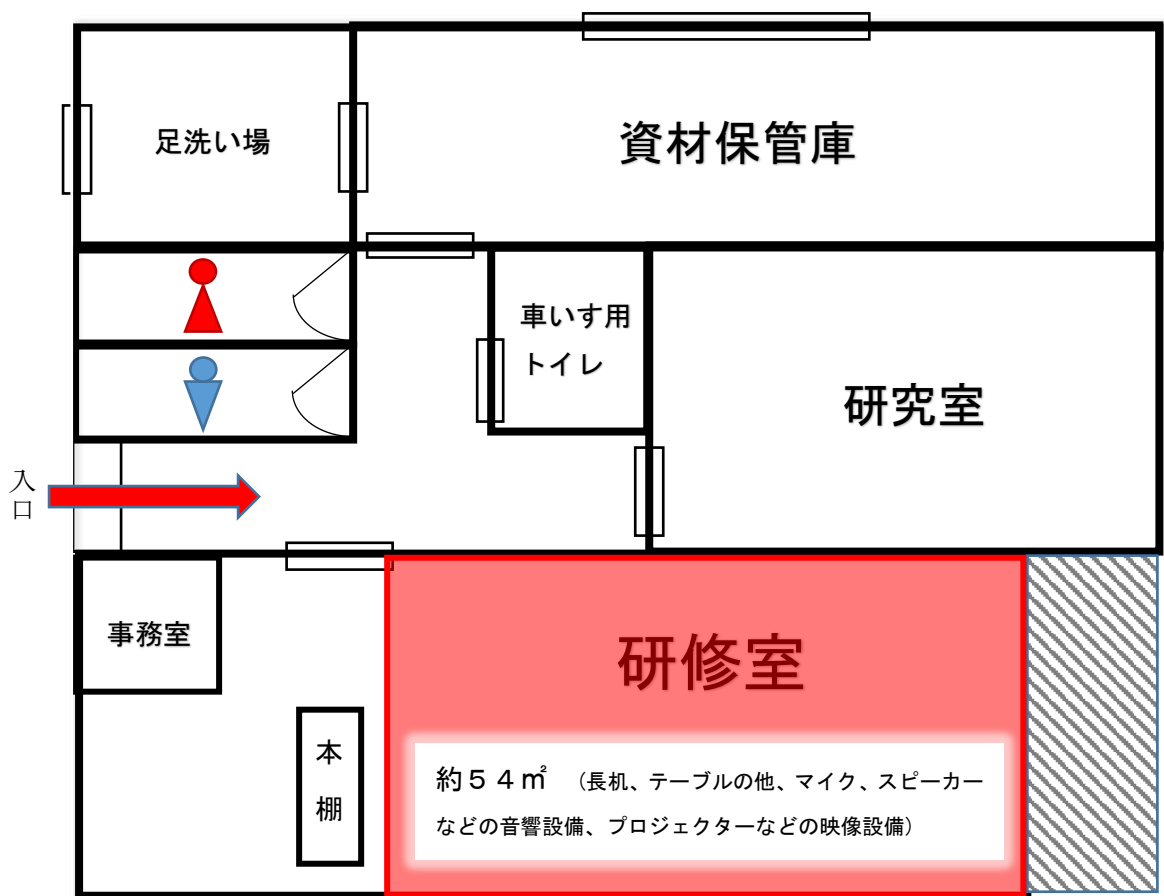 足洗い場
資材保管庫
車いす用
トイレ
研究室
入口
事務室
研修室
本棚
約５４㎡　（長机、テーブルの他、マイク、スピーカー
などの音響設備、プロジェクターなどの映像設備）